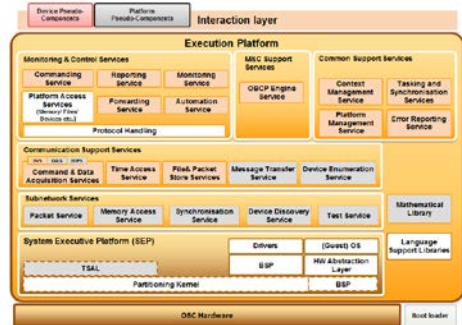 Device Pseudo-
Components
Platform
Pseudo-Components
Interaction layer
Execution Platform
Monitoring & Control Services
Commanding
Service
Reporting
Service
Monitoring
Service
Platform Access
Services
(Memory/Files/
Devices etc.)
Forwarding
Service
Automation
Service
Protocol Handling
M&C Support
Services
OBCP Engine
Service
Common Support Services
Context
Management
Service
Tasking and
Synchronisation
Services
Platform
Management
Service
Error Reporting
Service
Communication Support Services
Command & Data
Acquisition Services
Time Access
Service
File& Packet
Store Services
Message Transfer
Service
Device Enumeration
Service
Subnetwork Services
Packet Service
Memory Access
Service
Synchronisation
Service
Device Discovery
Service
Test Service
Mathematical
Library
Language
Support Libraries
System Executive Platform (SEP)
Drivers
(Guest) OS
TSAL
BSP
HW Abstraction
Layer
Partitioning Kernel
BSP
OBC Hardware
Boot loader